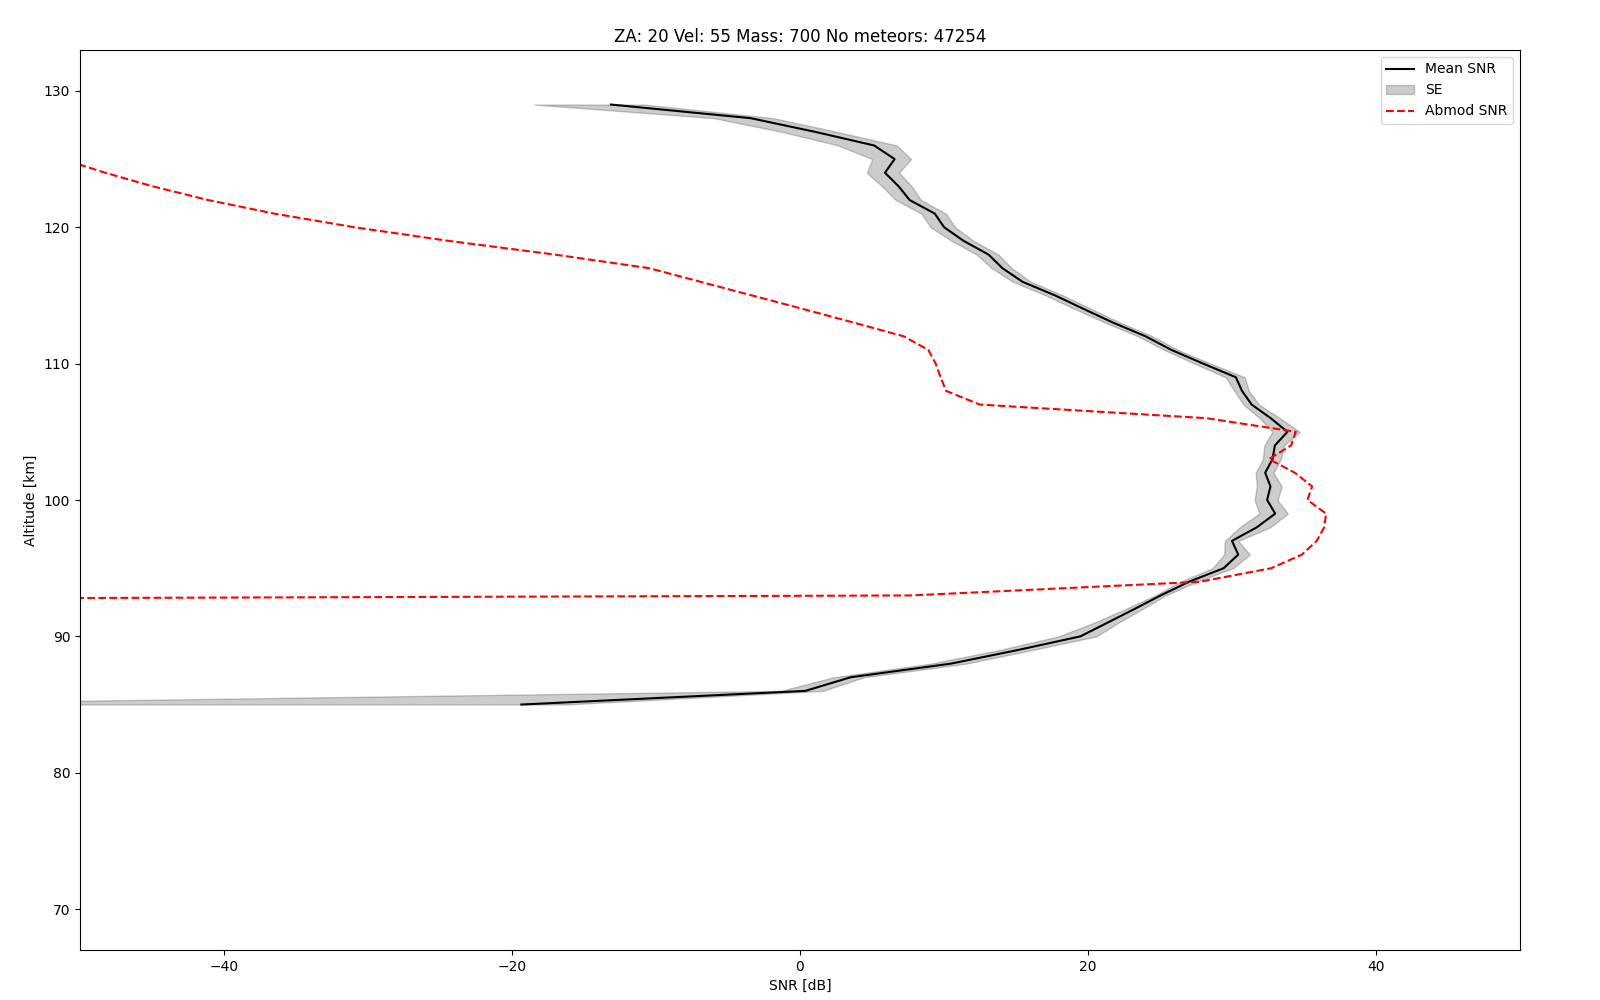 ZA: 20 Vel: 55 Mass: 700 No meteors: 47254
Mean SNR
SE
Abmod SNR
130
120
110
100
90
80
70
Altitude [km]
−40
−20
0
20
40
SNR [dB]